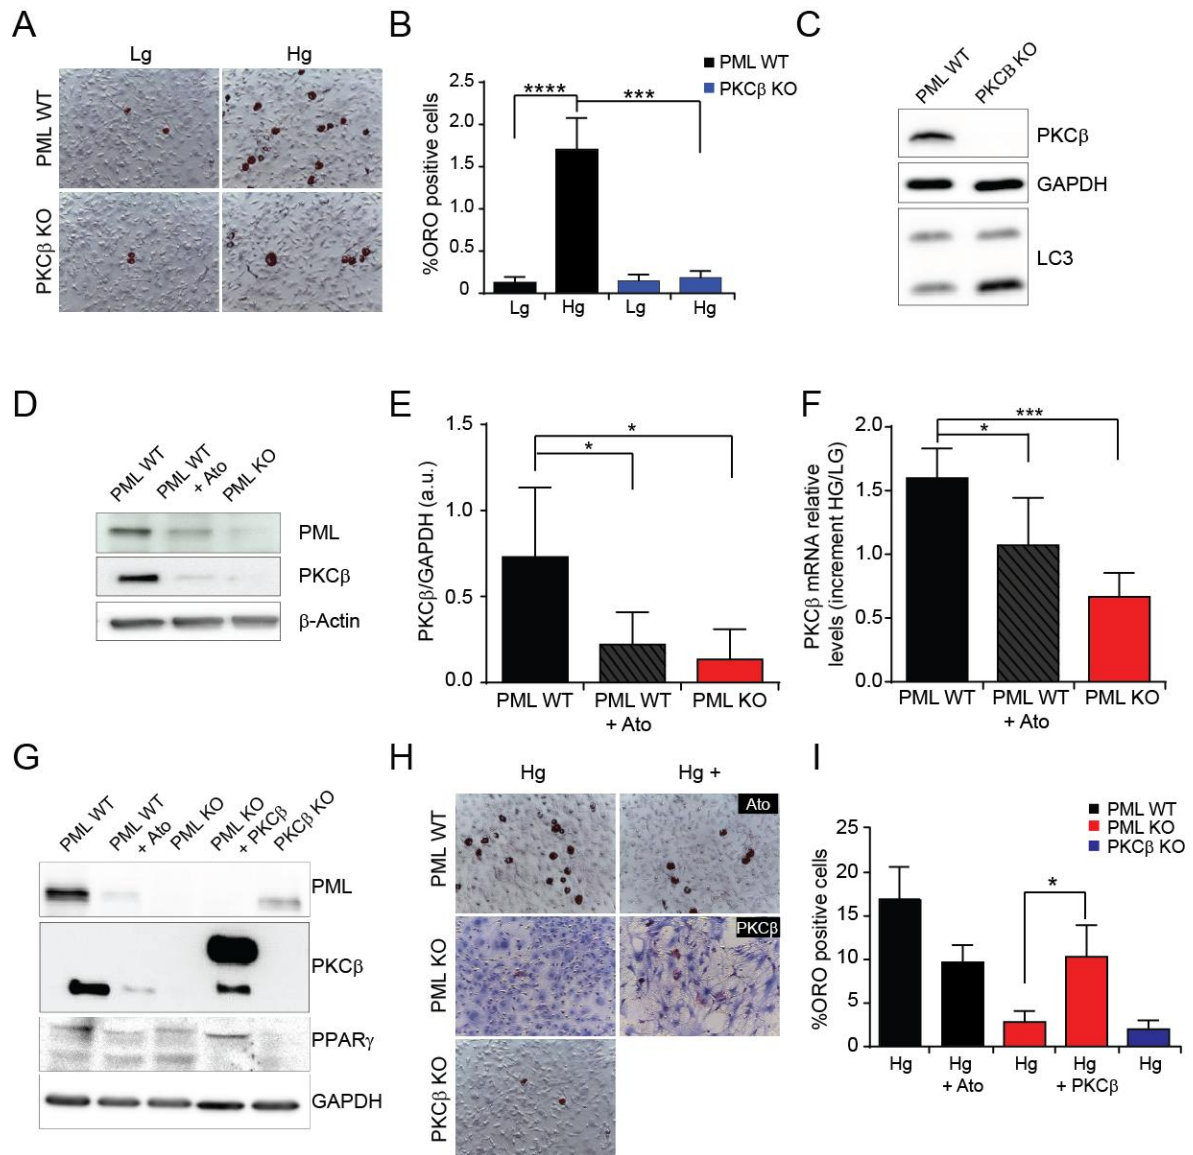 A
Lg
Hg
PML WT
PKCβ KO
B
PML WT
PKCβ KO
%ORO positive cells
2.5
2.0
1.5
1.0
0.5
0
****
***
Lg
Hg
Lg
Hg
C
PML WT
PKCβ KO
PKCβ
GAPDH
LC3
D
PML WT
PML WT
+ Ato
PML KO
PML
PKCβ
β-Actin
E
PKCβ/GAPDH (a.u.)
1.5
1.0
0.5
0.0
*
*
PML WT
PML WT
+ Ato
PML KO
F
PKCβ mRNA relative
levels (increment HG/LG)
2.0
1.5
1.0
0.5
0.0
***
*
PML WT
PML WT
+ Ato
PML KO
G
PML WT
PML WT
+ Ato
PML KO
PML KO
+ PKCβ
PKCβ KO
PML
PKCβ
PPARγ
GAPDH
H
Hg
Hg +
PML WT
Ato
PML KO
PKCβ
PKCβ KO
I
PML WT
PML KO
PKCβ KO
%ORO positive cells
25
20
15
10
5
0
*
Hg
Hg
+ Ato
Hg
Hg
+ PKCβ
Hg